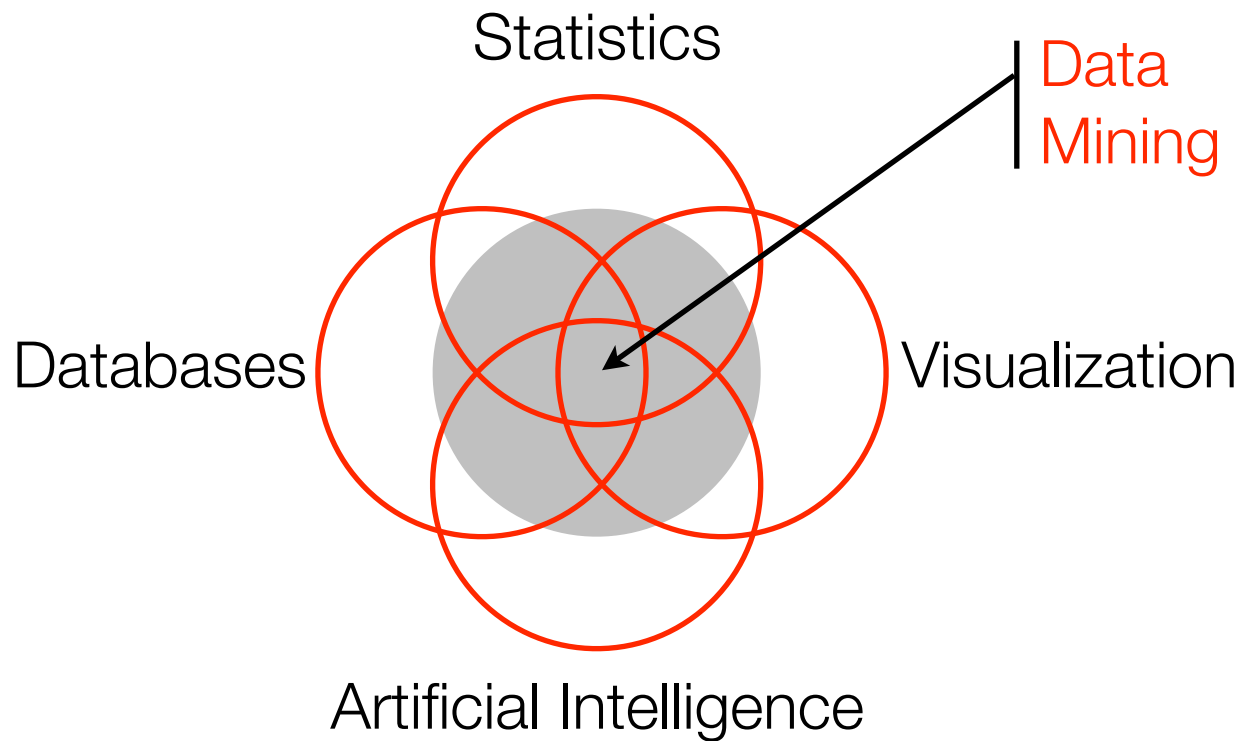 Statistics
Data
Mining
Databases
Visualization
Artificial Intelligence